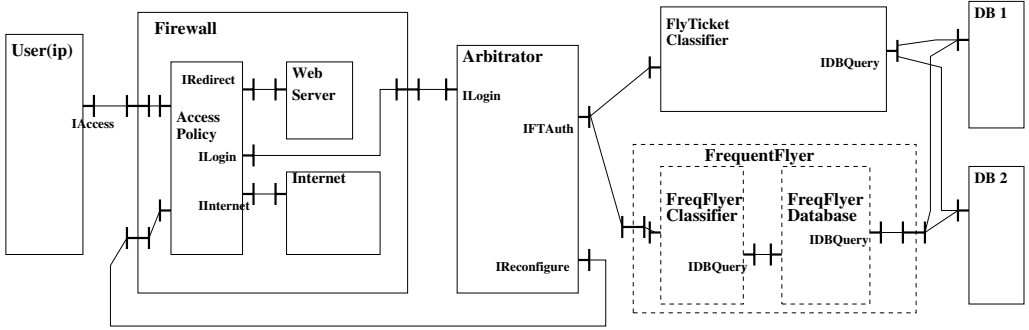 User(ip)
IAccess
Firewall
IRedirect
Access
Policy
ILogin
IInternet
Web
Server
Internet
Arbitrator
ILogin
IFTAuth
IReconfigure
FlyTicket
Classifier
IDBQuery
FrequentFlyer
FreqFlyer
Classifier
IDBQuery
FreqFlyer
Database
IDBQuery
DB 1
DB 2